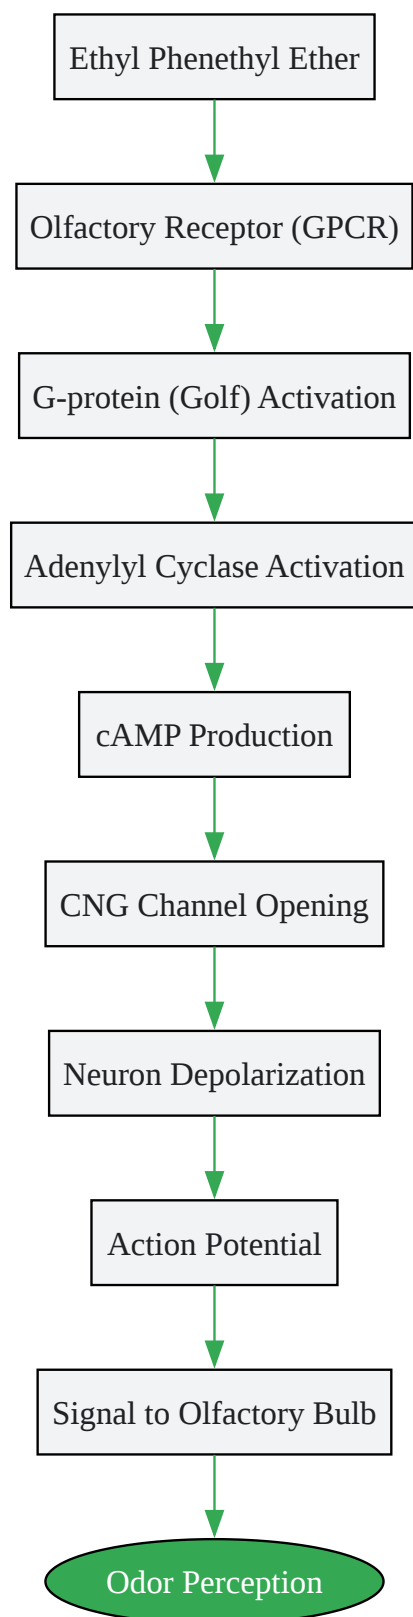 Ethyl Phenethyl Ether
Olfactory Receptor (GPCR)
G-protein (Golf) Activation
Adenylyl Cyclase Activation
cAMP Production
CNG Channel Opening
Neuron Depolarization
Action Potential
Signal to Olfactory Bulb
Odor Perception